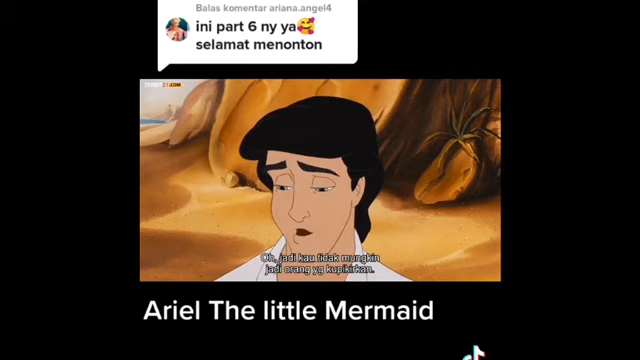 Balas komentar ariana.angel4
ini part 6 ny ya🥰
selamat menonton
Oh, jadi kau tidak mungkin
jadi orang yg kupikirkan.
Ariel The little Mermaid